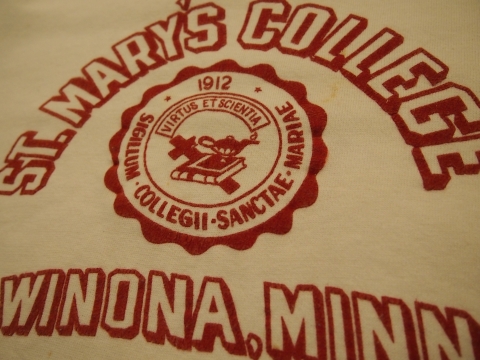 ST. MARY'S COLLEGE
1912
VIRTUS ET SCIENTIA
SIGILLUM · COLLEGII · SANCTAE · MARIAE
WINONA, MINN